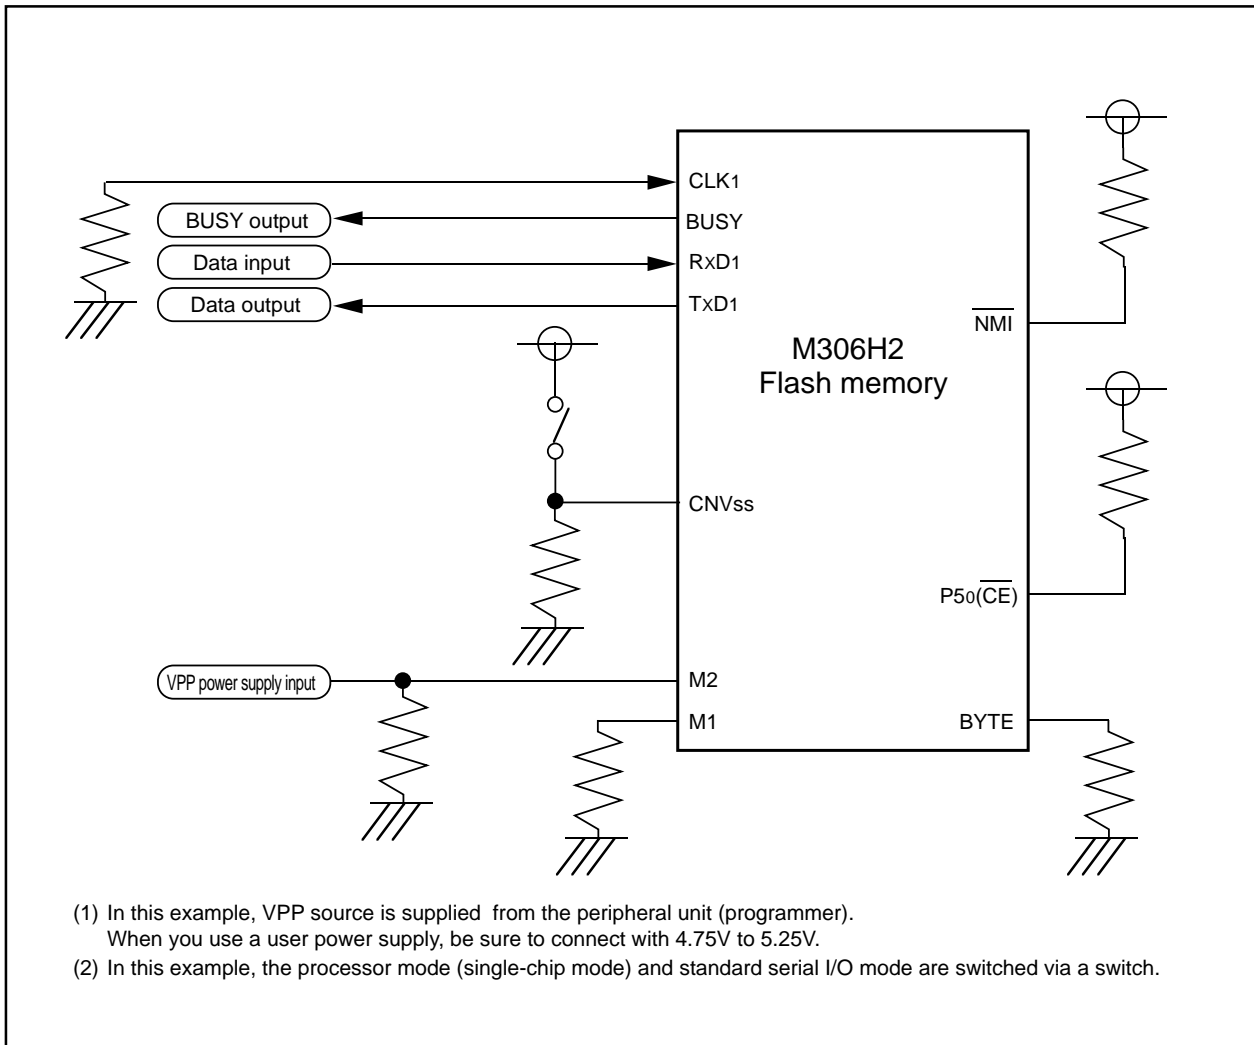 CLK1
BUSY output
BUSY
Data input
RXD1
Data output
TXD1
NMI
M306H2
Flash memory
CNVss
P50(CE)
VPP power supply input
M2
M1
BYTE
(1) In this example, VPP source is supplied from the peripheral unit (programmer).
When you use a user power supply, be sure to connect with 4.75V to 5.25V.
(2) In this example, the processor mode (single-chip mode) and standard serial I/O mode are switched via a switch.